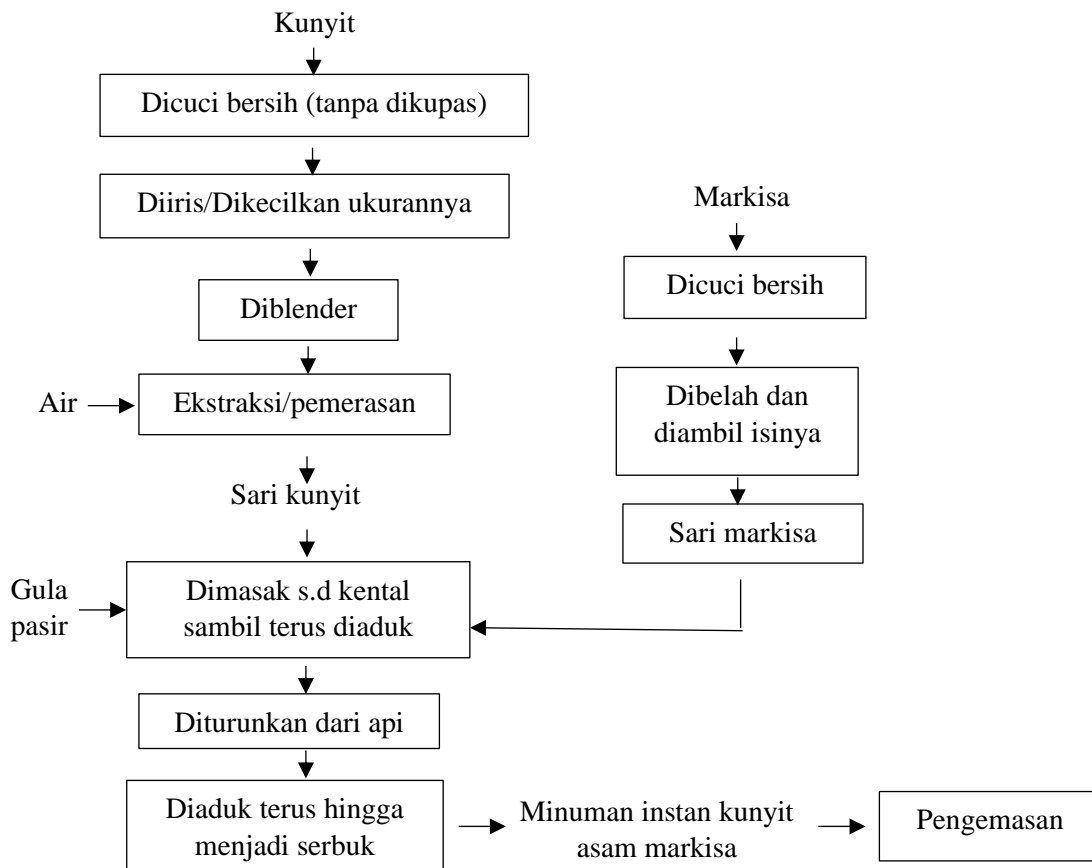 Kunyit
Dicuci bersih (tanpa dikupas)
Diiris/Dikecilkan ukurannya
Diblender
Air
Ekstraksi/pemerasan
Sari kunyit
Markisa
Dicuci bersih
Dibelah dan
diambil isinya
Sari markisa
Gula
pasir
Dimasak s.d kental
sambil terus diaduk
Diturunkan dari api
Diaduk terus hingga
menjadi serbuk
Minuman instan kunyit
asam markisa
Pengemasan